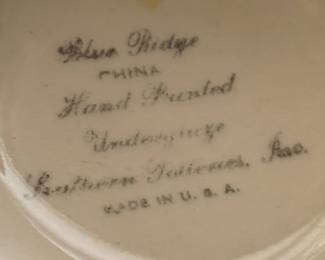 Blue Ridge
CHINA
Hand Painted
Underglaze
Southern Potteries, Inc.
MADE IN U. S. A.